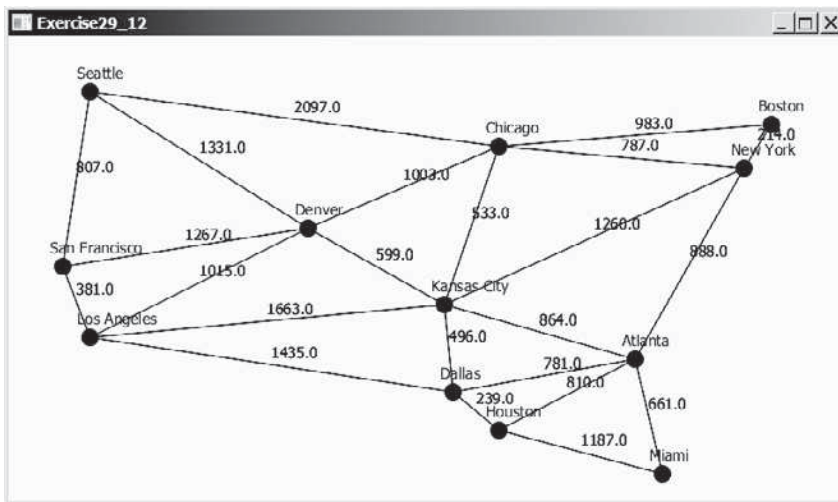 Exercise29_12
Seattle
2097.0
Boston
983.0
Chicago
214.0
787.0
New York
1331.0
807.0
1003.0
Denver
533.0
1260.0
1267.0
San Francisco
599.0
888.0
1015.0
381.0
Kansas City
1663.0
Los Angeles
864.0
496.0
Atlanta
1435.0
781.0
Dallas
810.0
239.0
661.0
Houston
1187.0
Miami